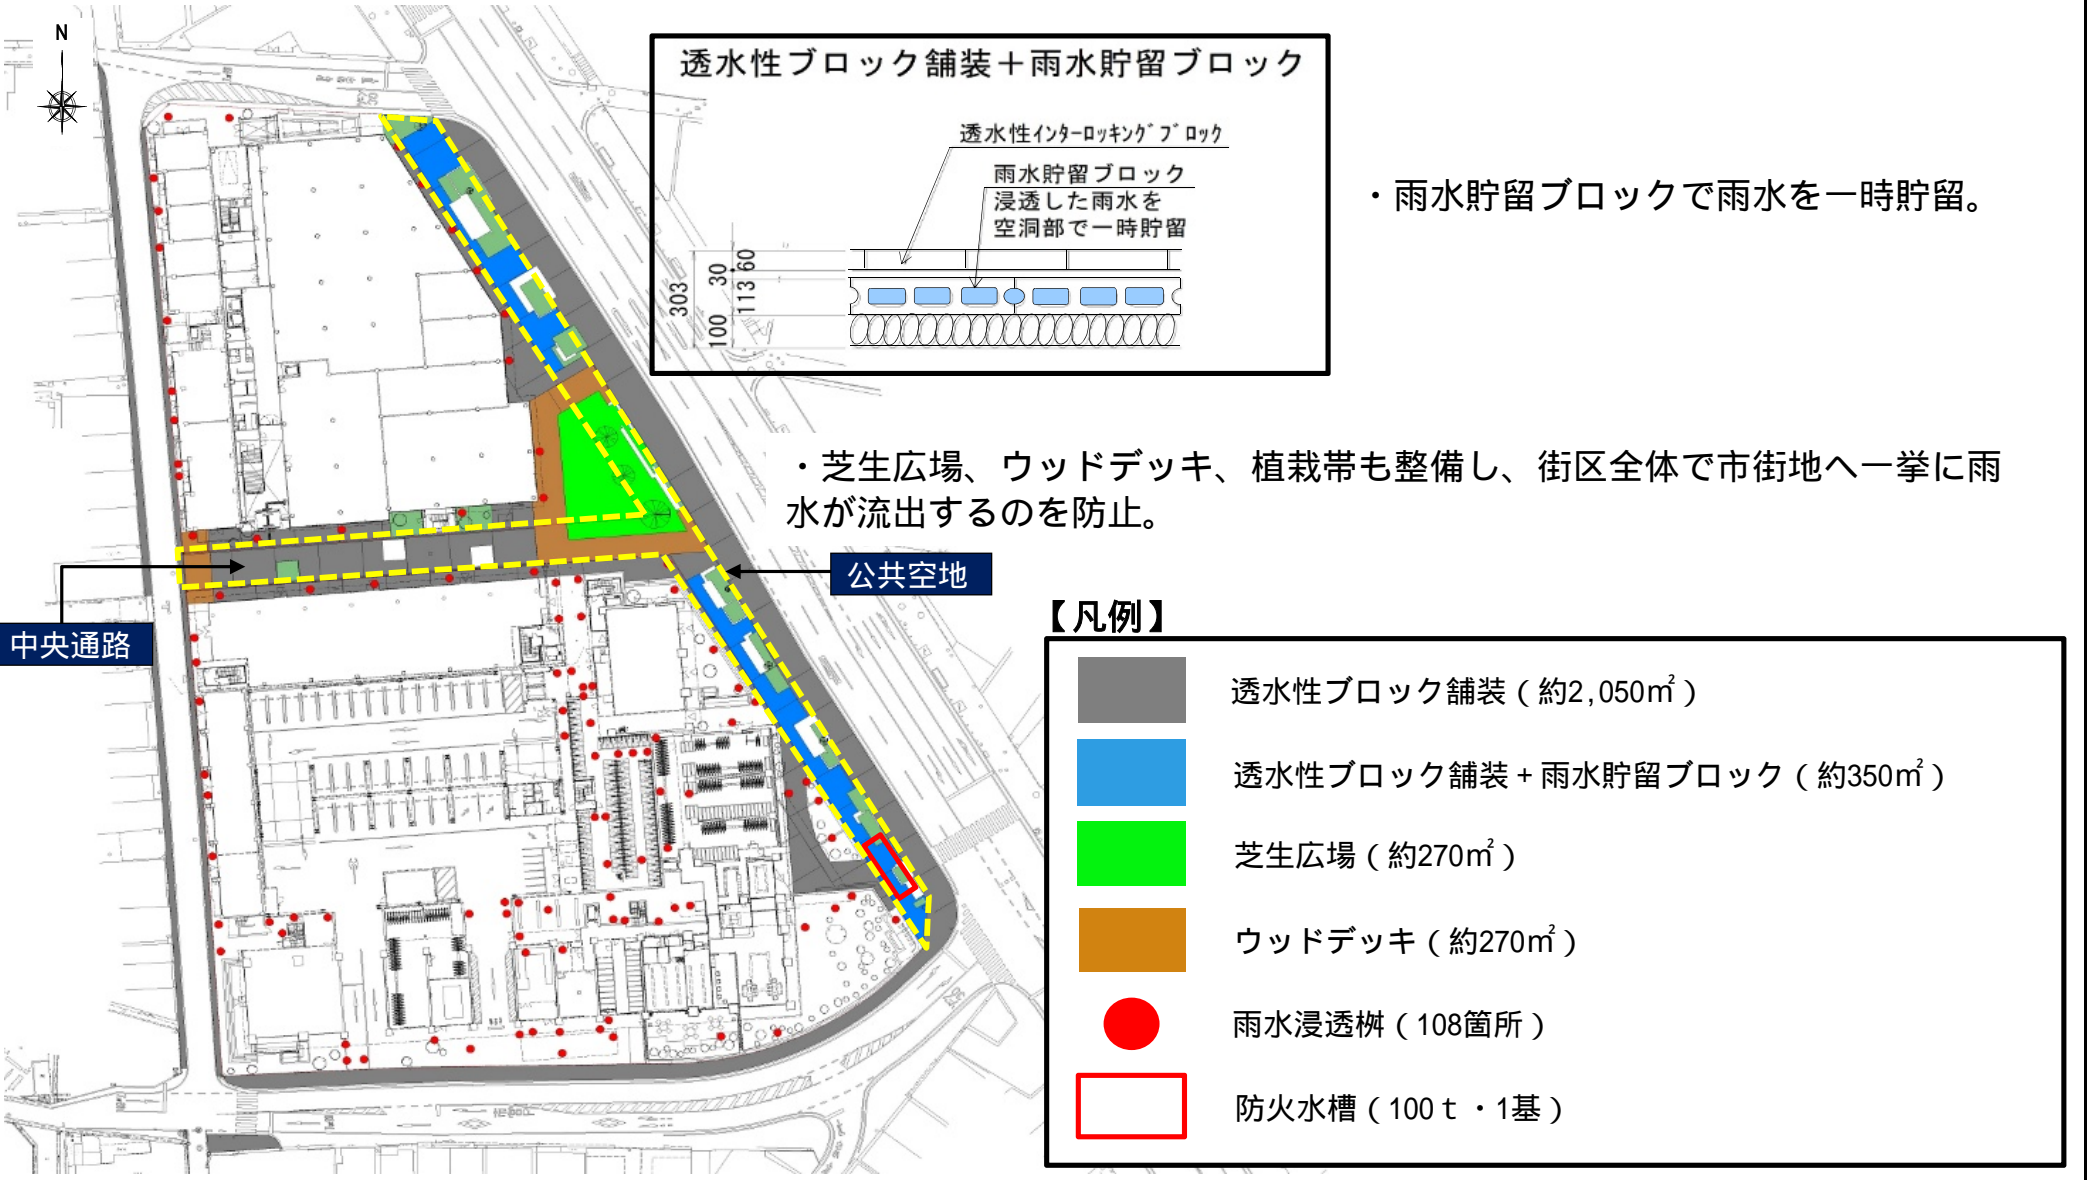 N
透水性ブロック舗装＋雨水貯留ブロック
透水性ｲﾝﾀｰﾛｯｷﾝｸﾞﾌﾞﾛｯｸ
雨水貯留ブロック
浸透した雨水を
空洞部で一時貯留
303
60
30
113
100
・雨水貯留ブロックで雨水を一時貯留。
・芝生広場、ウッドデッキ、植栽帯も整備し、街区全体で市街地へ一挙に雨
水が流出するのを防止。
公共空地
中央通路
【凡例】
透水性ブロック舗装（約2,050㎡）
透水性ブロック舗装＋雨水貯留ブロック（約350㎡）
芝生広場（約270㎡）
ウッドデッキ（約270㎡）
雨水浸透桝（108箇所）
防火水槽（100ｔ・1基）